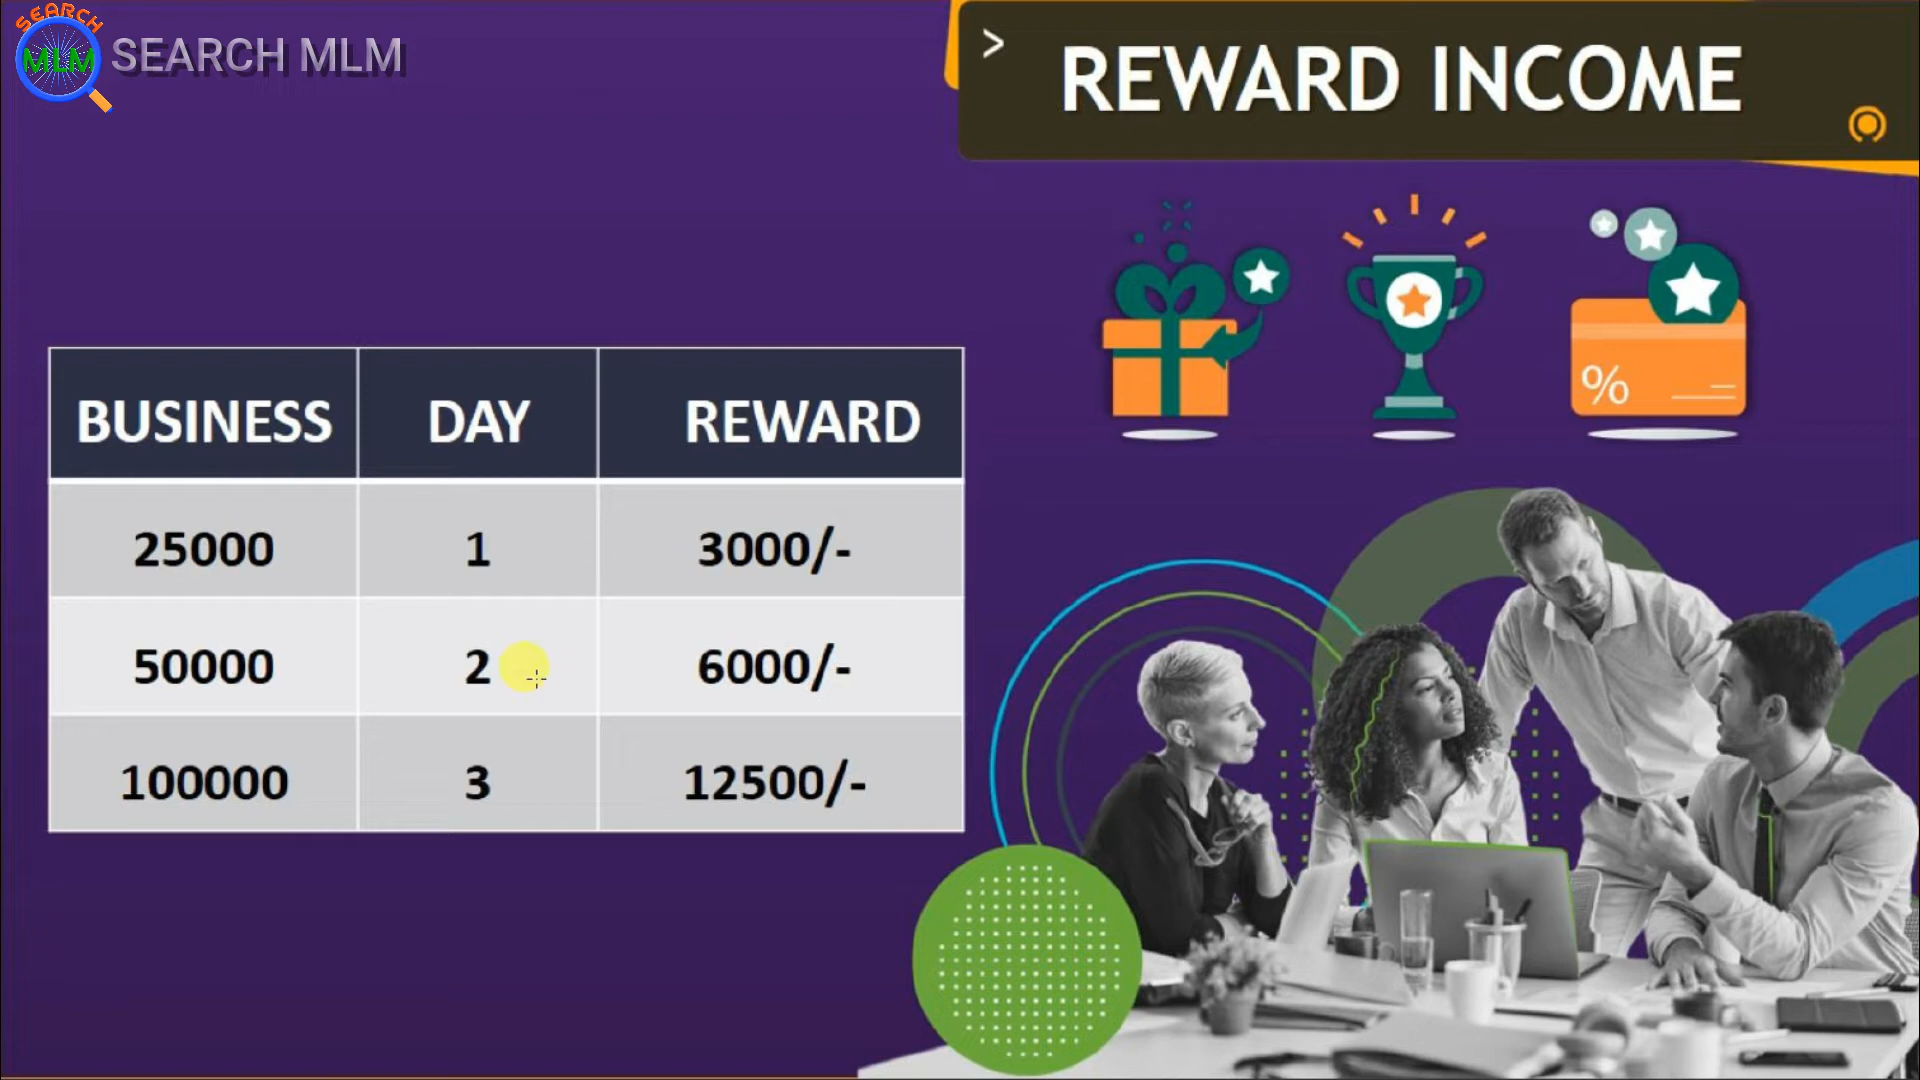 SEARCH
MLM
SEARCH MLM
> REWARD INCOME
BUSINESS DAY REWARD
25000 1 3000/-
50000 2 6000/-
100000 3 12500/-
%